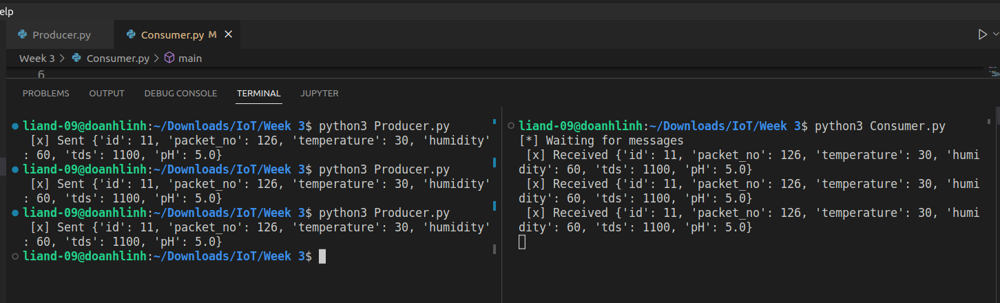 elp
Producer.py
Consumer.py M
Week 3 > Consumer.py > main
6
PROBLEMS OUTPUT DEBUG CONSOLE TERMINAL JUPYTER
liand-09@doanhlinh:~/Downloads/IoT/Week 3$ python3 Producer.py
[x] Sent {'id': 11, 'packet_no': 126, 'temperature': 30, 'humidity'
: 60, 'tds': 1100, 'pH': 5.0}
liand-09@doanhlinh:~/Downloads/IoT/Week 3$ python3 Producer.py
[x] Sent {'id': 11, 'packet_no': 126, 'temperature': 30, 'humidity'
: 60, 'tds': 1100, 'pH': 5.0}
liand-09@doanhlinh:~/Downloads/IoT/Week 3$ python3 Producer.py
[x] Sent {'id': 11, 'packet_no': 126, 'temperature': 30, 'humidity'
: 60, 'tds': 1100, 'pH': 5.0}
liand-09@doanhlinh:~/Downloads/IoT/Week 3$
liand-09@doanhlinh:~/Downloads/IoT/Week 3$ python3 Consumer.py
[*] Waiting for messages
[x] Received {'id': 11, 'packet_no': 126, 'temperature': 30, 'humi
dity': 60, 'tds': 1100, 'pH': 5.0}
[x] Received {'id': 11, 'packet_no': 126, 'temperature': 30, 'humi
dity': 60, 'tds': 1100, 'pH': 5.0}
[x] Received {'id': 11, 'packet_no': 126, 'temperature': 30, 'humi
dity': 60, 'tds': 1100, 'pH': 5.0}